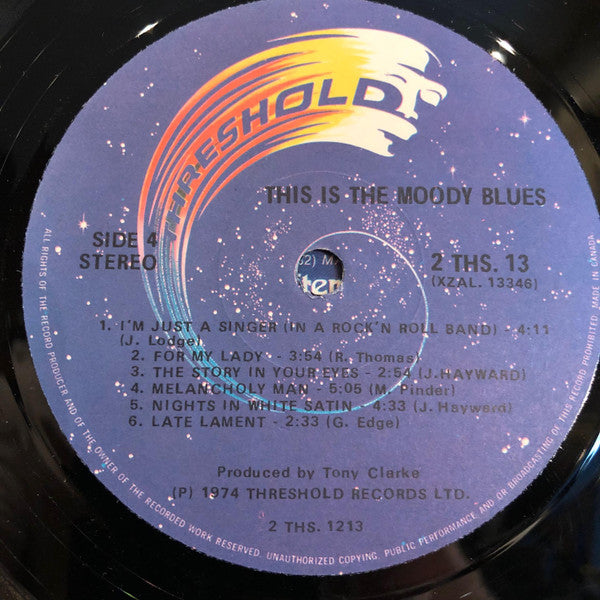 THRESHOLD
THIS IS THE MOODY BLUES
SIDE 4
STEREO
2 THS. 13
(XZAL. 13346)
1. I'M JUST A SINGER (IN A ROCK'N ROLL BAND) - 4:11
(J. Lodge)
2. FOR MY LADY - 3:54 (R. Thomas)
3. THE STORY IN YOUR EYES - 2:54 (J. HAYWARD)
4. MELANCHOLY MAN - 5:05 (M. Pinder)
5. NIGHTS IN WHITE SATIN - 4:33 (J. Hayward)
6. LATE LAMENT - 2:33 (G. Edge)
Produced by Tony Clarke
(P) 1974 THRESHOLD RECORDS LTD.
2 THS. 1213
ALL RIGHTS OF THE RECORD PRODUCER AND OF THE OWNER OF THE RECORDED WORK RESERVED. UNAUTHORIZED COPYING, PUBLIC PERFORMANCE AND/OR BROADCASTING OF THIS RECORD PROHIBITED. MADE IN CANADA.